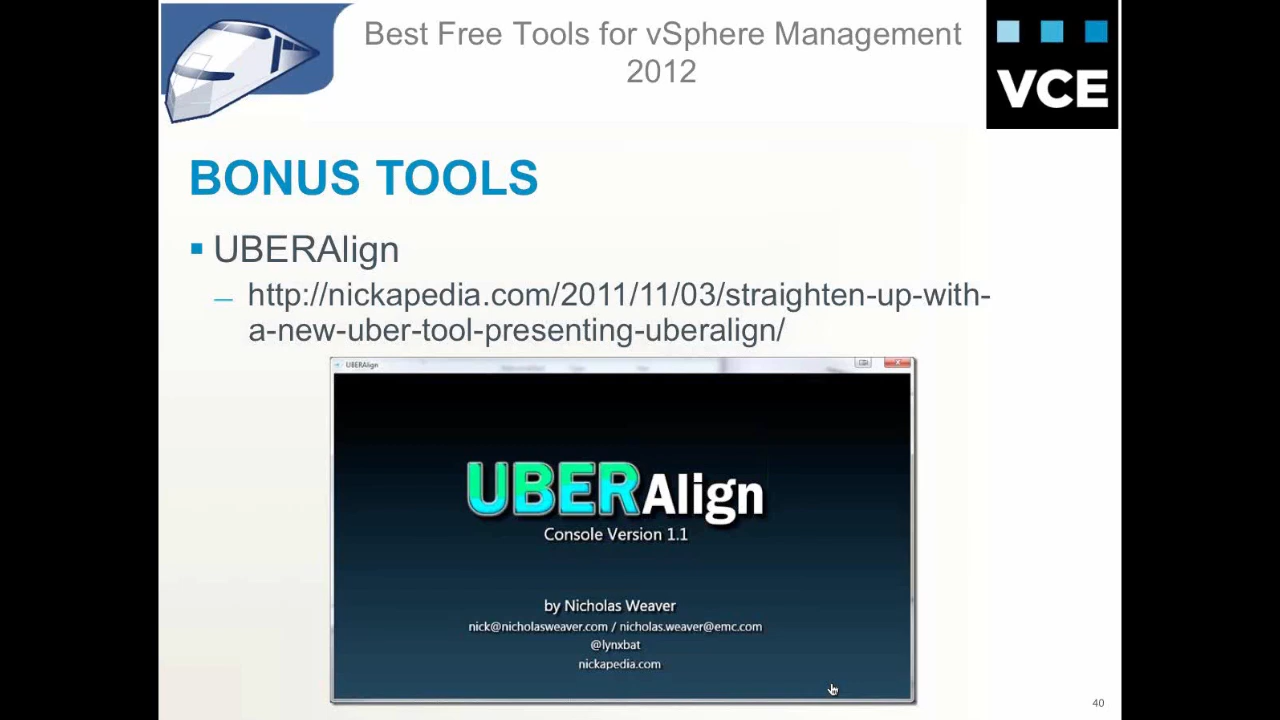 Best Free Tools for vSphere Management
2012
VCE
BONUS TOOLS
UBERAlign
http://nickapedia.com/2011/11/03/straighten-up-with-
a-new-uber-tool-presenting-uberalign/
UBERAlign
UBERAlign
Console Version 1.1
by Nicholas Weaver
nick@nicholasweaver.com / nicholas.weaver@emc.com
@lynxbat
nickapedia.com
40